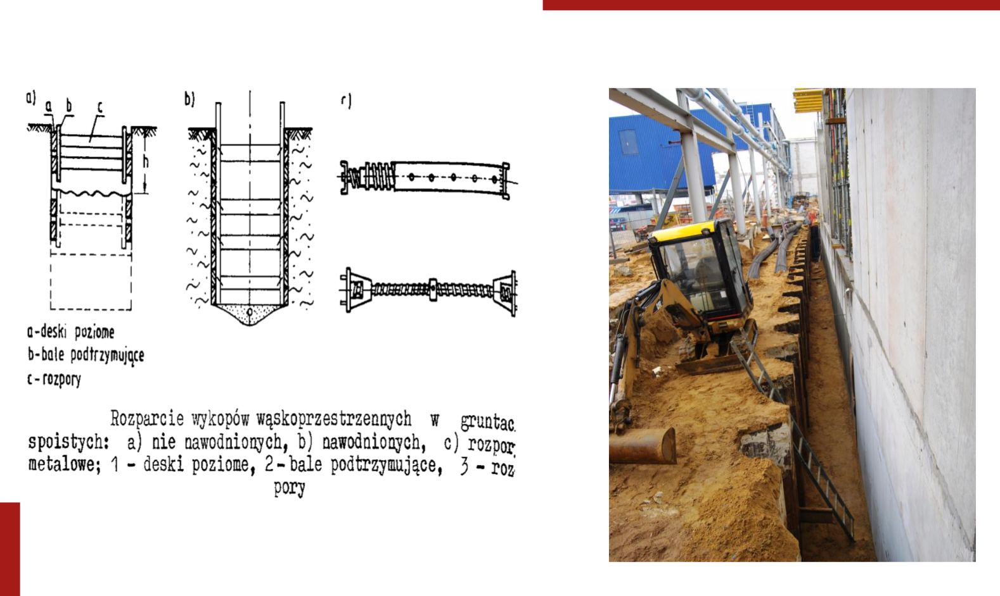 a)
a b c
h
b)
r)
a-deski poziome
b-bale podtrzymujące
c-rozpory
Rozparcie wykopów wąskoprzestrzennych w gruntac
spoistych: a) nie nawodnionych, b) nawodnionych, c) rozpor
metalowe; 1 - deski poziome, 2-bale podtrzymujące, 3 - roz
pory
CAT